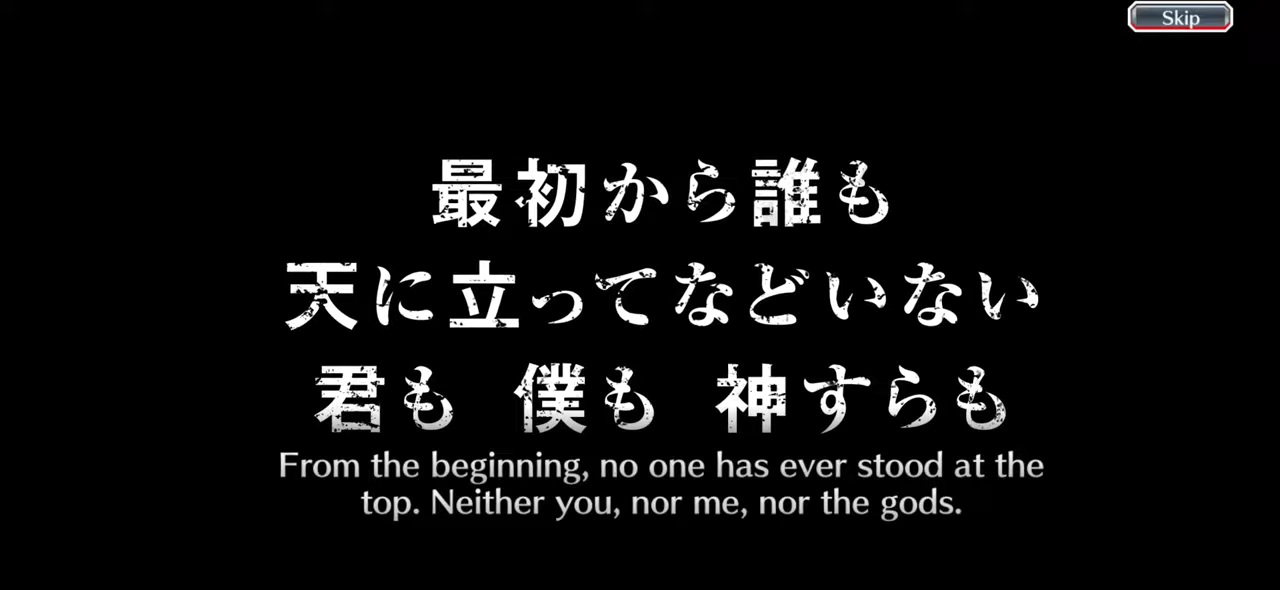 Skip
最初から誰も
天に立ってなどいない
君も 僕も 神すらも
From the beginning, no one has ever stood at the
top. Neither you, nor me, nor the gods.